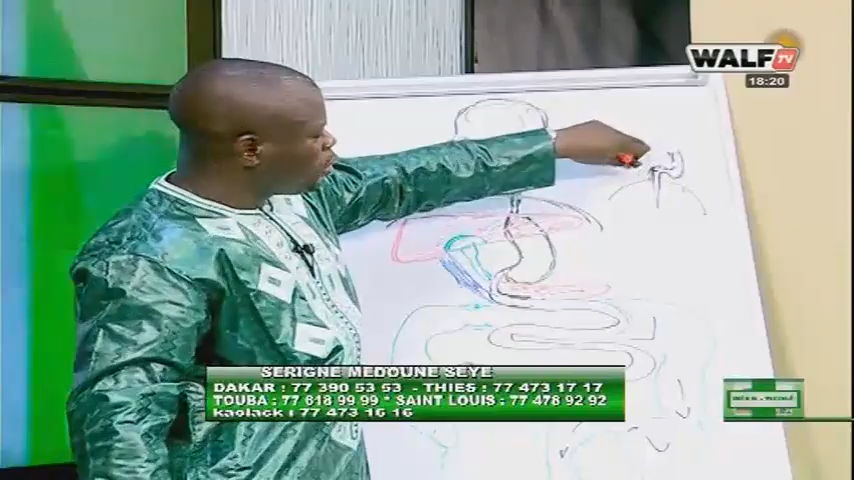 WALF TV
18:20
SERIGNE MEDOUNE SEYE
DAKAR : 77 390 53 53 - THIES : 77 473 17 17
TOUBA : 77 618 99 99 * SAINT LOUIS : 77 478 92 92
kaolack : 77 473 16 16